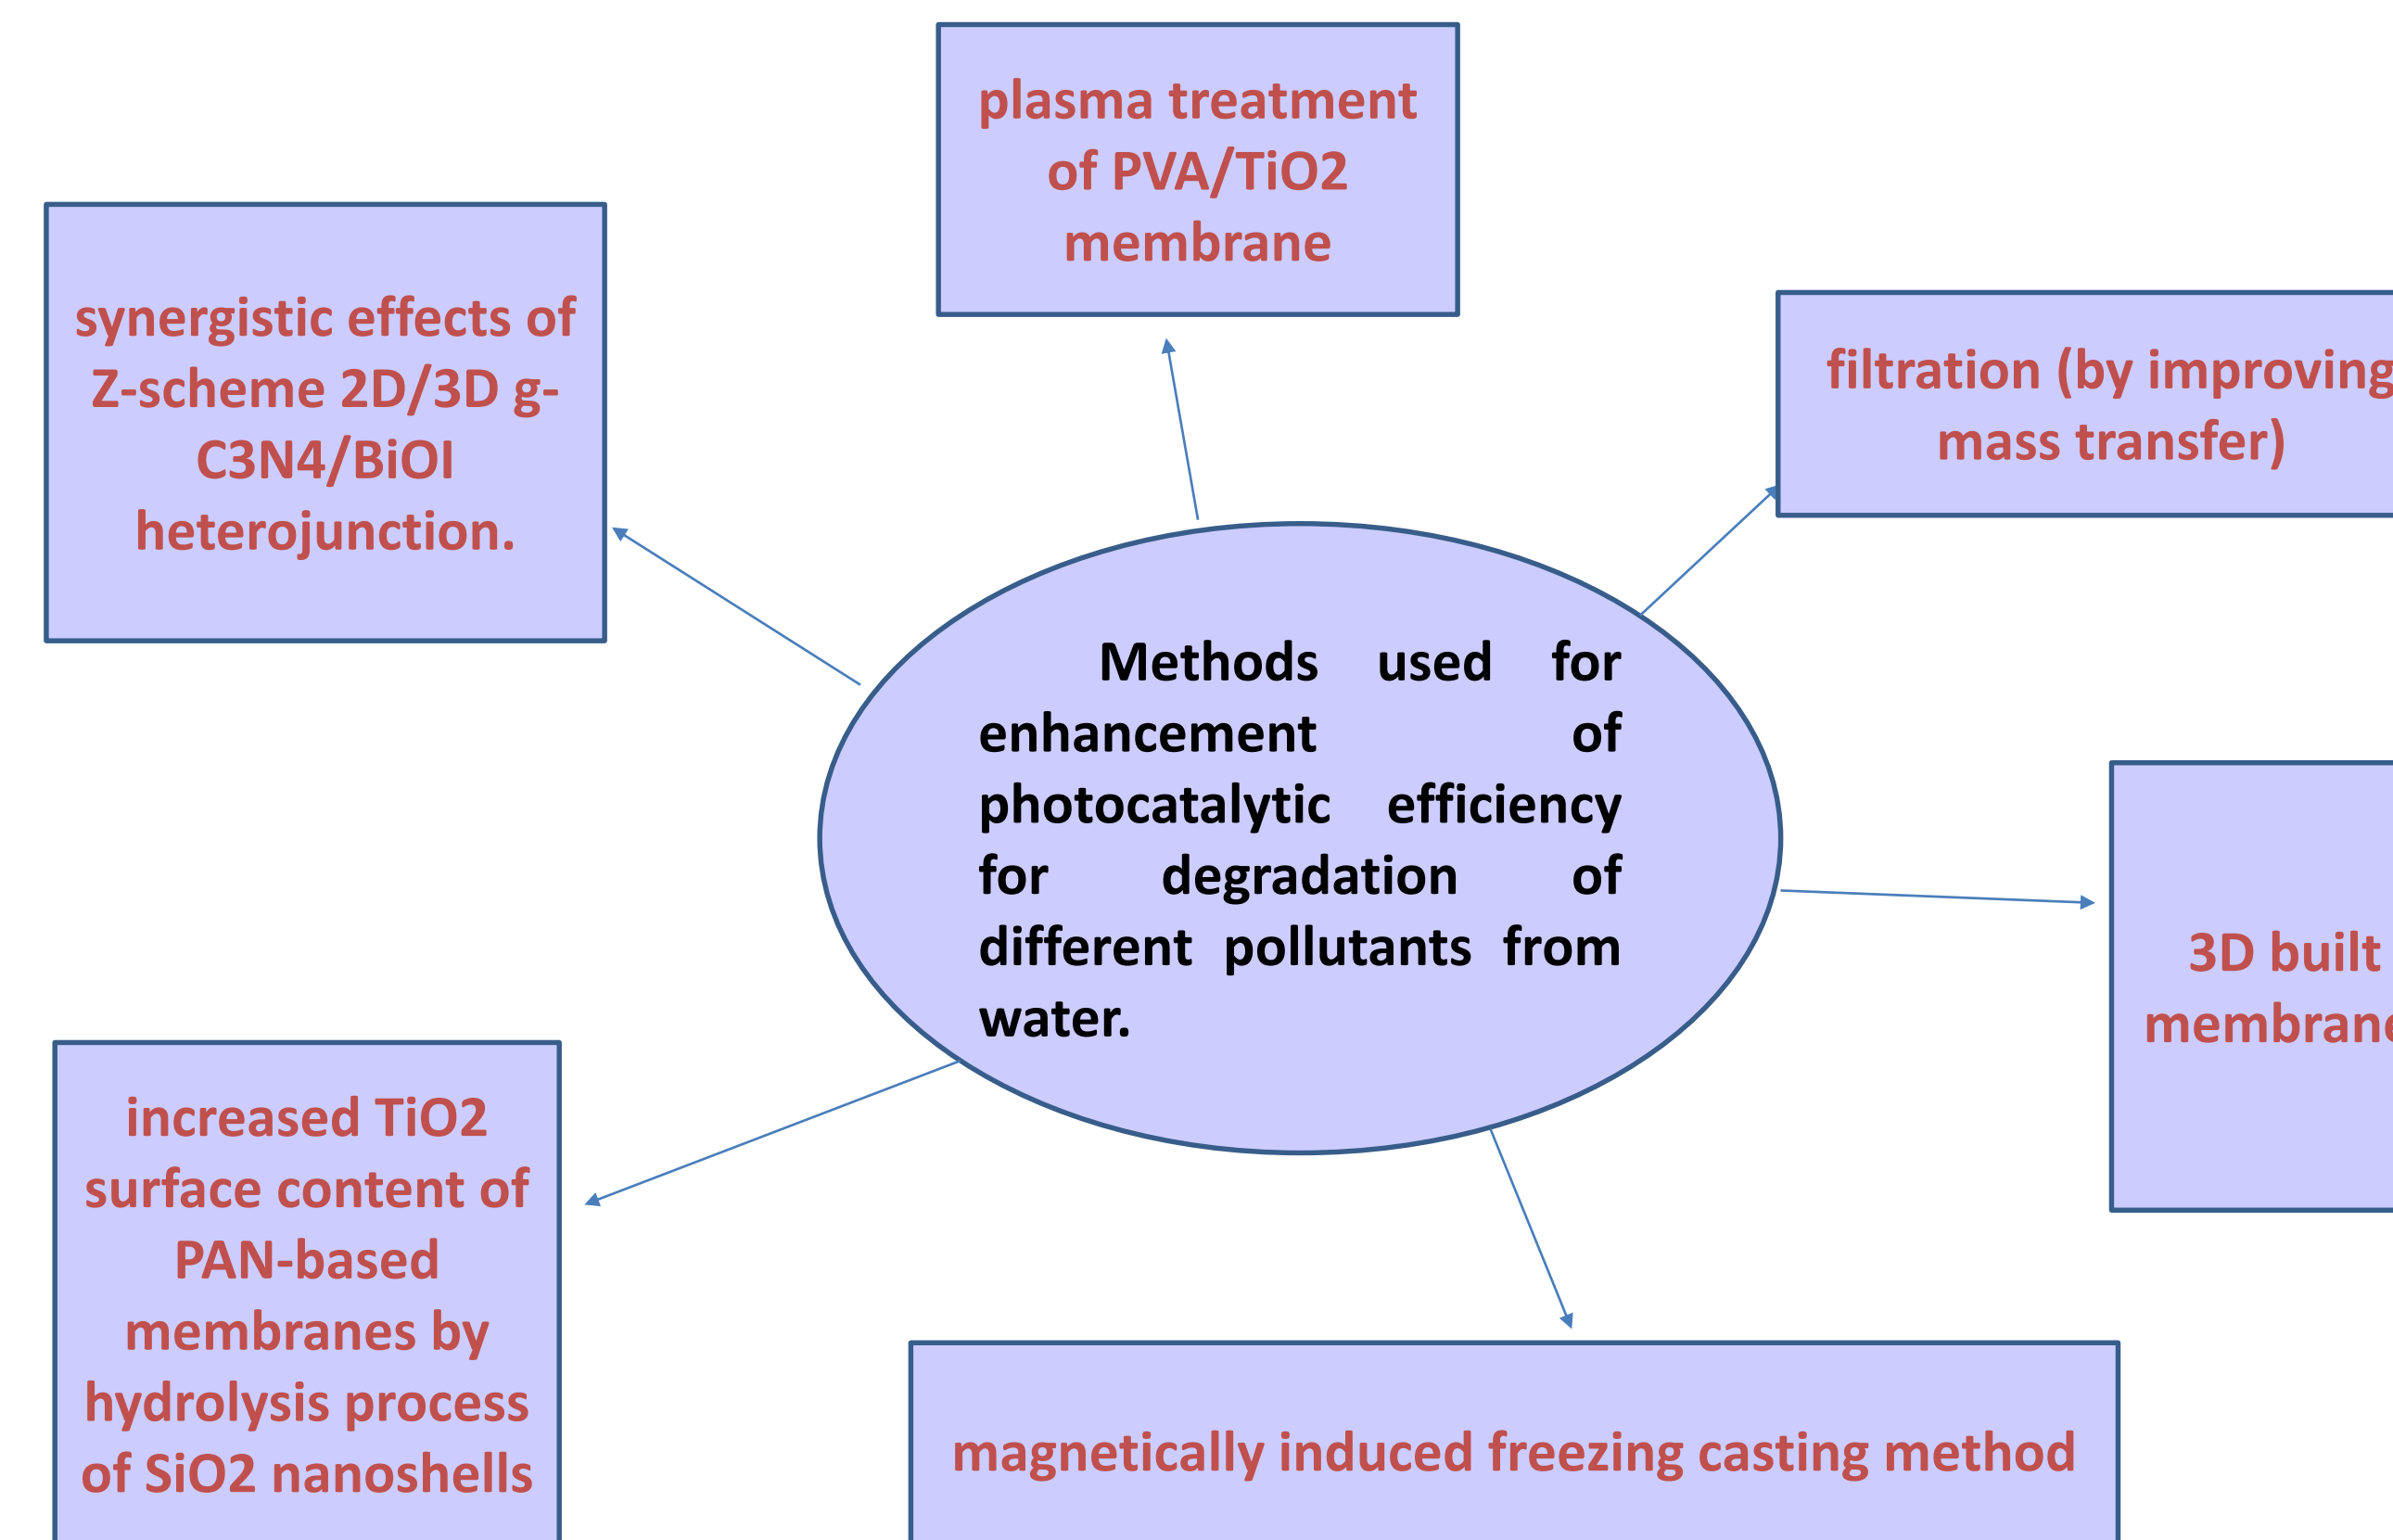 plasma treatment
of PVA/TiO2
membrane
synergistic effects of
Z-scheme 2D/3D g-
C3N4/BiOI
heterojunction.
filtration (by improving
mass transfer)
Methods used for
enhancement of
photocatalytic efficiency
for degradation of
different pollutants from
water.
3D built
membrane
increased TiO2
surface content of
PAN-based
membranes by
hydrolysis process
of SiO2 nanoshells
magnetically induced freezing casting method